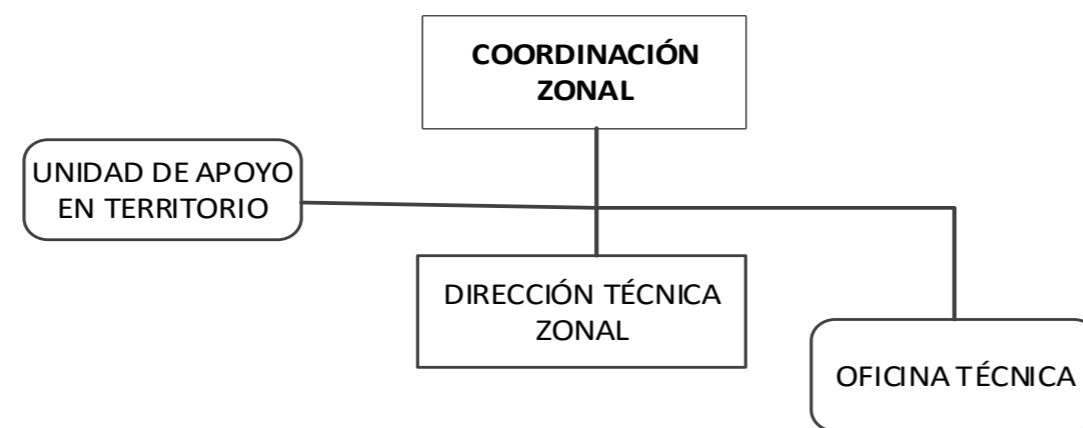 COORDINACIÓN
ZONAL
UNIDAD DE APOYO
EN TERRITORIO
DIRECCIÓN TÉCNICA
ZONAL
OFICINA TÉCNICA